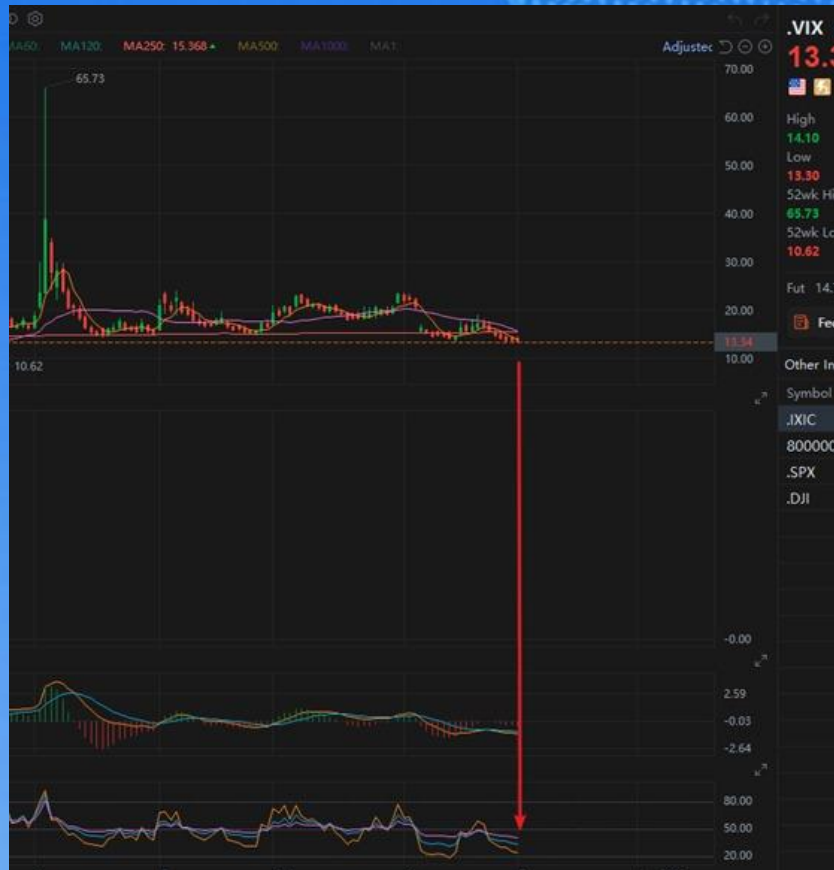 MA60: MA120: MA250: 15.368 MA500: MA1000: MA1:
Adjusted
65.73
70.00
60.00
50.00
40.00
30.00
20.00
13.34
10.00
10.62
-0.00
2.59
-0.03
-2.64
80.00
50.00
20.00
.VIX
13.3
High
14.10
Low
13.30
52wk Hi
65.73
52wk Lo
10.62
Fut 14.
Fec
Other In
Symbol
.IXIC
800000
.SPX
.DJI